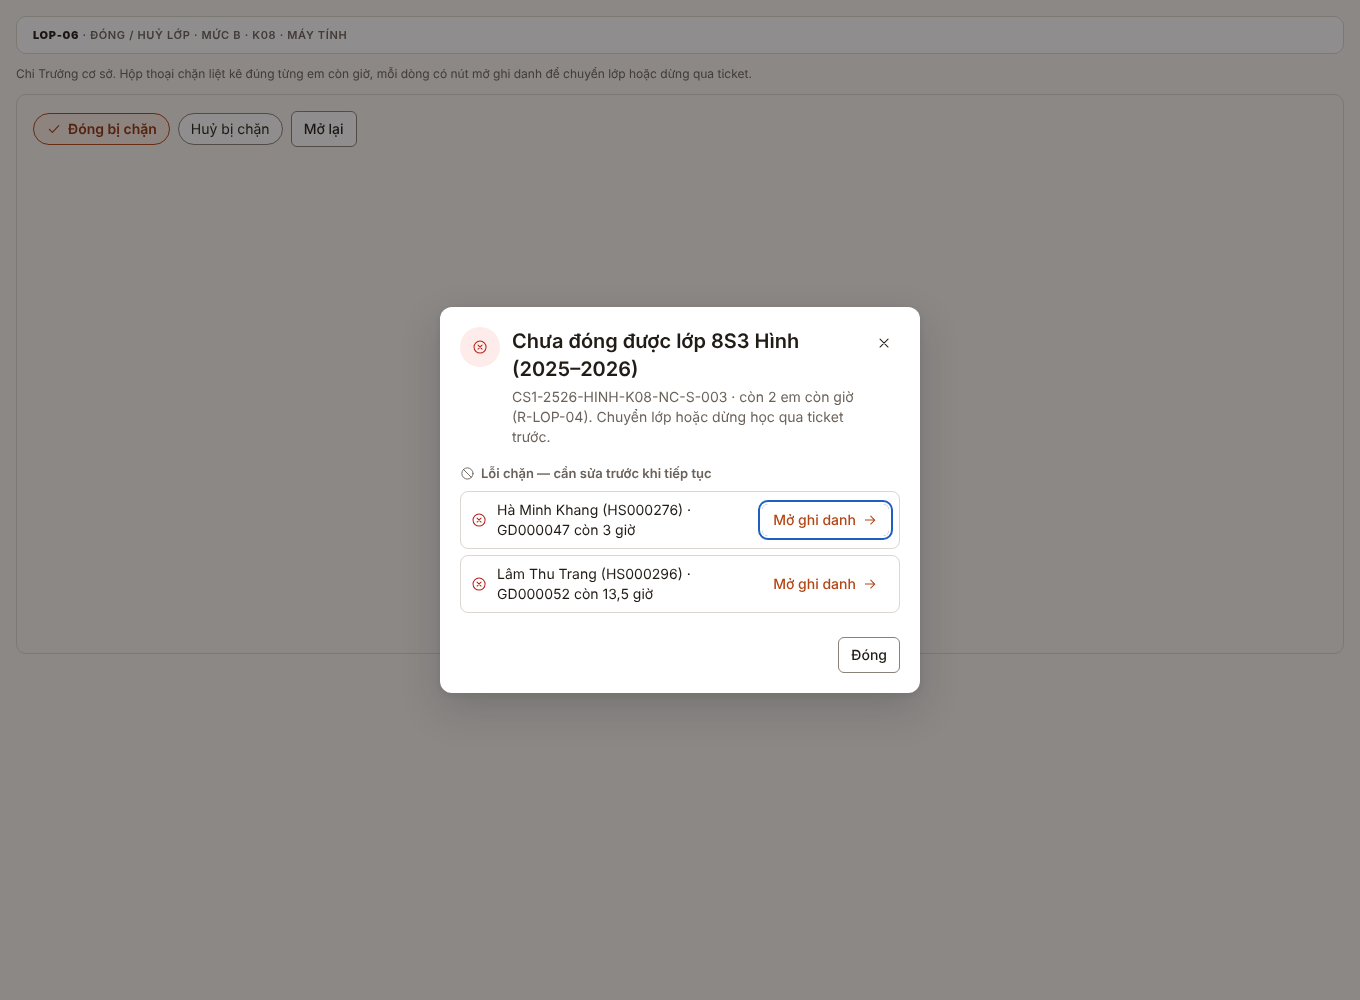 LOP-06 · ĐÓNG / HUỶ LỚP · MỨC B · K08 · MÁY TÍNH
Chỉ Trưởng cơ sở. Hộp thoại chặn liệt kê đúng từng em còn giờ, mỗi dòng có nút mở ghi danh để chuyển lớp hoặc dừng qua ticket.
Đóng bị chặn
Huỷ bị chặn
Mở lại
Chưa đóng được lớp 8S3 Hình
(2025–2026)
CS1-2526-HINH-K08-NC-S-003 · còn 2 em còn giờ
(R-LOP-04). Chuyển lớp hoặc dừng học qua ticket
trước.
Lỗi chặn — cần sửa trước khi tiếp tục
Hà Minh Khang (HS000276) ·
GD000047 còn 3 giờ
Mở ghi danh
Lâm Thu Trang (HS000296) ·
GD000052 còn 13,5 giờ
Mở ghi danh
Đóng